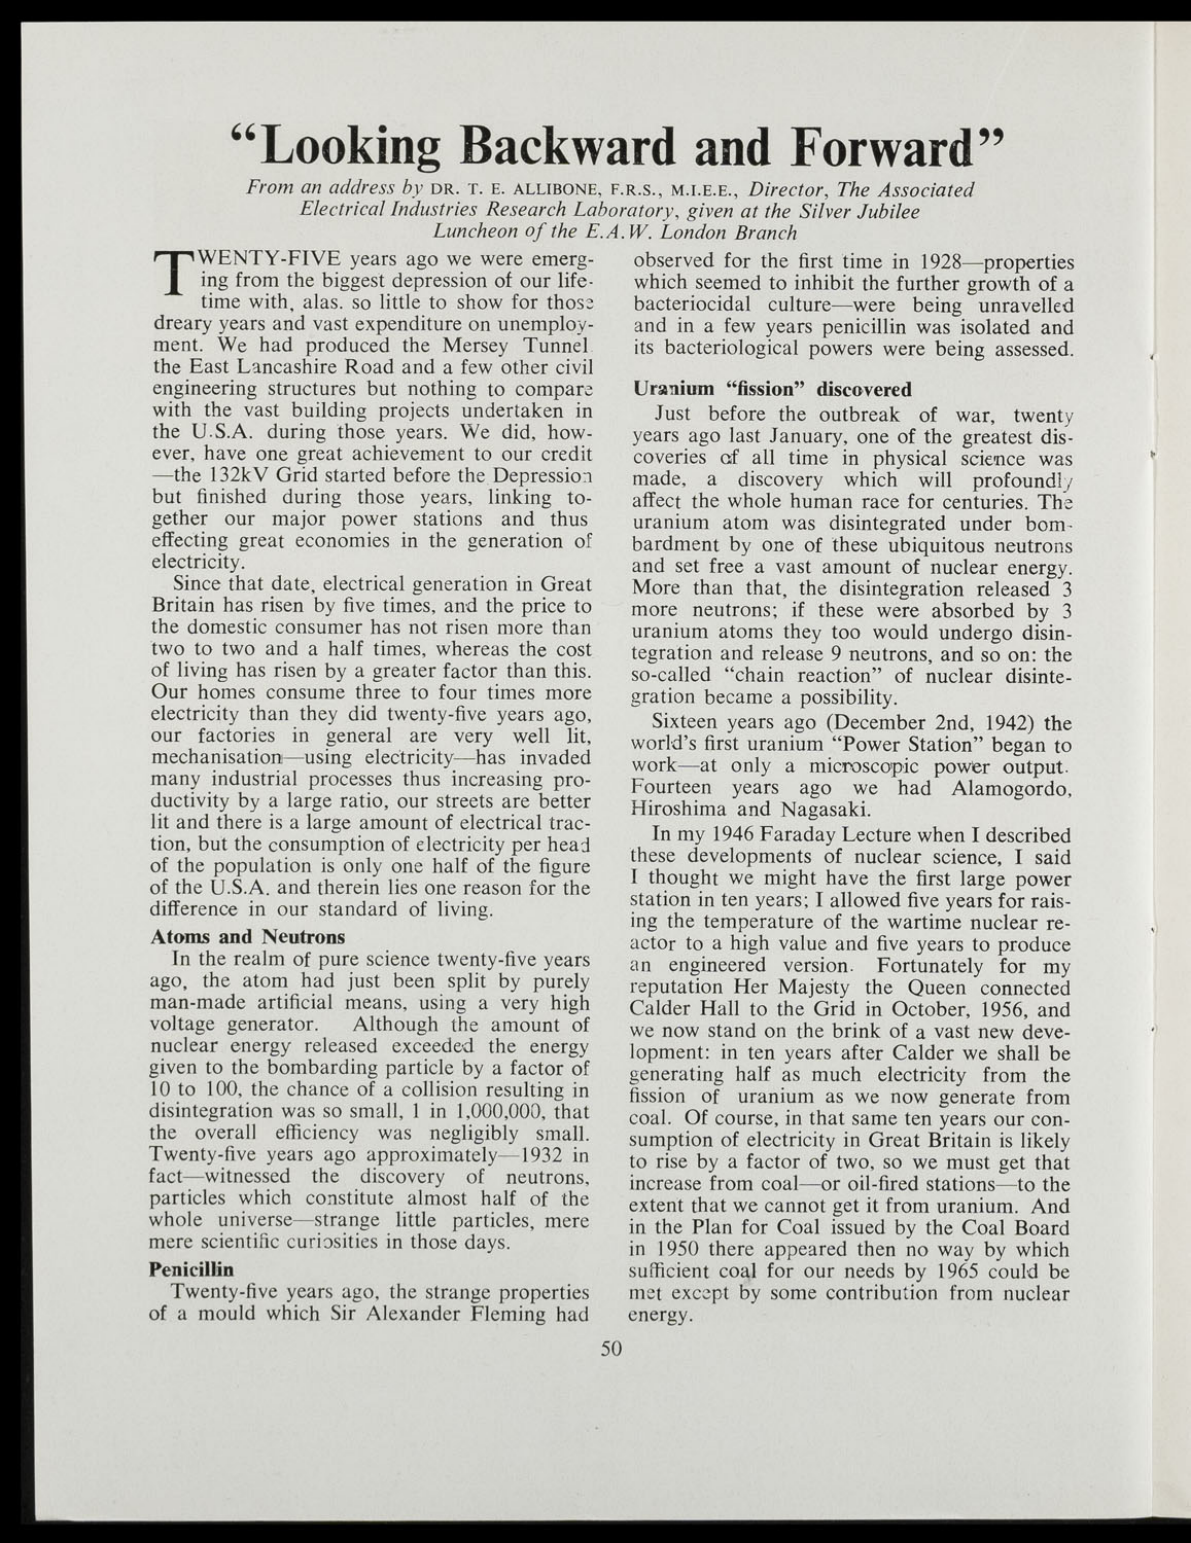 “Looking Backward and Forward”
From an address by DR. T. E. ALLIBONE, F.R.S., M.I.E.E., Director, The Associated
Electrical Industries Research Laboratory, given at the Silver Jubilee
Luncheon of the E.A.W. London Branch
TWENTY-FIVE years ago we were emerg-
ing from the biggest depression of our life-
time with, alas. so little to show for those
dreary years and vast expenditure on unemploy-
ment. We had produced the Mersey Tunnel
the East Lancashire Road and a few other civil
engineering structures but nothing to compare
with the vast building projects undertaken in
the U.S.A. during those years. We did, how-
ever, have one great achievement to our credit
—the 132kV Grid started before the Depression
but finished during those years, linking to-
gether our major power stations and thus
effecting great economies in the generation of
electricity.
Since that date, electrical generation in Great
Britain has risen by five times, and the price to
the domestic consumer has not risen more than
two to two and a half times, whereas the cost
of living has risen by a greater factor than this.
Our homes consume three to four times more
electricity than they did twenty-five years ago,
our factories in general are very well lit,
mechanisation—using electricity—has invaded
many industrial processes thus increasing pro-
ductivity by a large ratio, our streets are better
lit and there is a large amount of electrical trac-
tion, but the consumption of electricity per head
of the population is only one half of the figure
of the U.S.A. and therein lies one reason for the
difference in our standard of living.
Atoms and Neutrons
In the realm of pure science twenty-five years
ago, the atom had just been split by purely
man-made artificial means, using a very high
voltage generator. Although the amount of
nuclear energy released exceeded the energy
given to the bombarding particle by a factor of
10 to 100, the chance of a collision resulting in
disintegration was so small, 1 in 1,000,000, that
the overall efficiency was negligibly small.
Twenty-five years ago approximately—1932 in
fact—witnessed the discovery of neutrons,
particles which constitute almost half of the
whole universe—strange little particles, mere
mere scientific curiosities in those days.
Penicillin
Twenty-five years ago, the strange properties
of a mould which Sir Alexander Fleming had
observed for the first time in 1928—properties
which seemed to inhibit the further growth of a
bacteriocidal culture—were being unravelled
and in a few years penicillin was isolated and
its bacteriological powers were being assessed.
Uranium “fission” discovered
Just before the outbreak of war, twenty
years ago last January, one of the greatest dis-
coveries of all time in physical science was
made, a discovery which will profoundly
affect the whole human race for centuries. The
uranium atom was disintegrated under bom-
bardment by one of these ubiquitous neutrons
and set free a vast amount of nuclear energy.
More than that, the disintegration released 3
more neutrons; if these were absorbed by 3
uranium atoms they too would undergo disin-
tegration and release 9 neutrons, and so on: the
so-called “chain reaction” of nuclear disinte-
gration became a possibility.
Sixteen years ago (December 2nd, 1942) the
world’s first uranium “Power Station” began to
work—at only a microscopic power output.
Fourteen years ago we had Alamogordo,
Hiroshima and Nagasaki.
In my 1946 Faraday Lecture when I described
these developments of nuclear science, I said
I thought we might have the first large power
station in ten years; I allowed five years for rais-
ing the temperature of the wartime nuclear re-
actor to a high value and five years to produce
an engineered version. Fortunately for my
reputation Her Majesty the Queen connected
Calder Hall to the Grid in October, 1956, and
we now stand on the brink of a vast new deve-
lopment: in ten years after Calder we shall be
generating half as much electricity from the
fission of uranium as we now generate from
coal. Of course, in that same ten years our con-
sumption of electricity in Great Britain is likely
to rise by a factor of two, so we must get that
increase from coal—or oil-fired stations—to the
extent that we cannot get it from uranium. And
in the Plan for Coal issued by the Coal Board
in 1950 there appeared then no way by which
sufficient coal for our needs by 1965 could be
met except by some contribution from nuclear
energy.
50